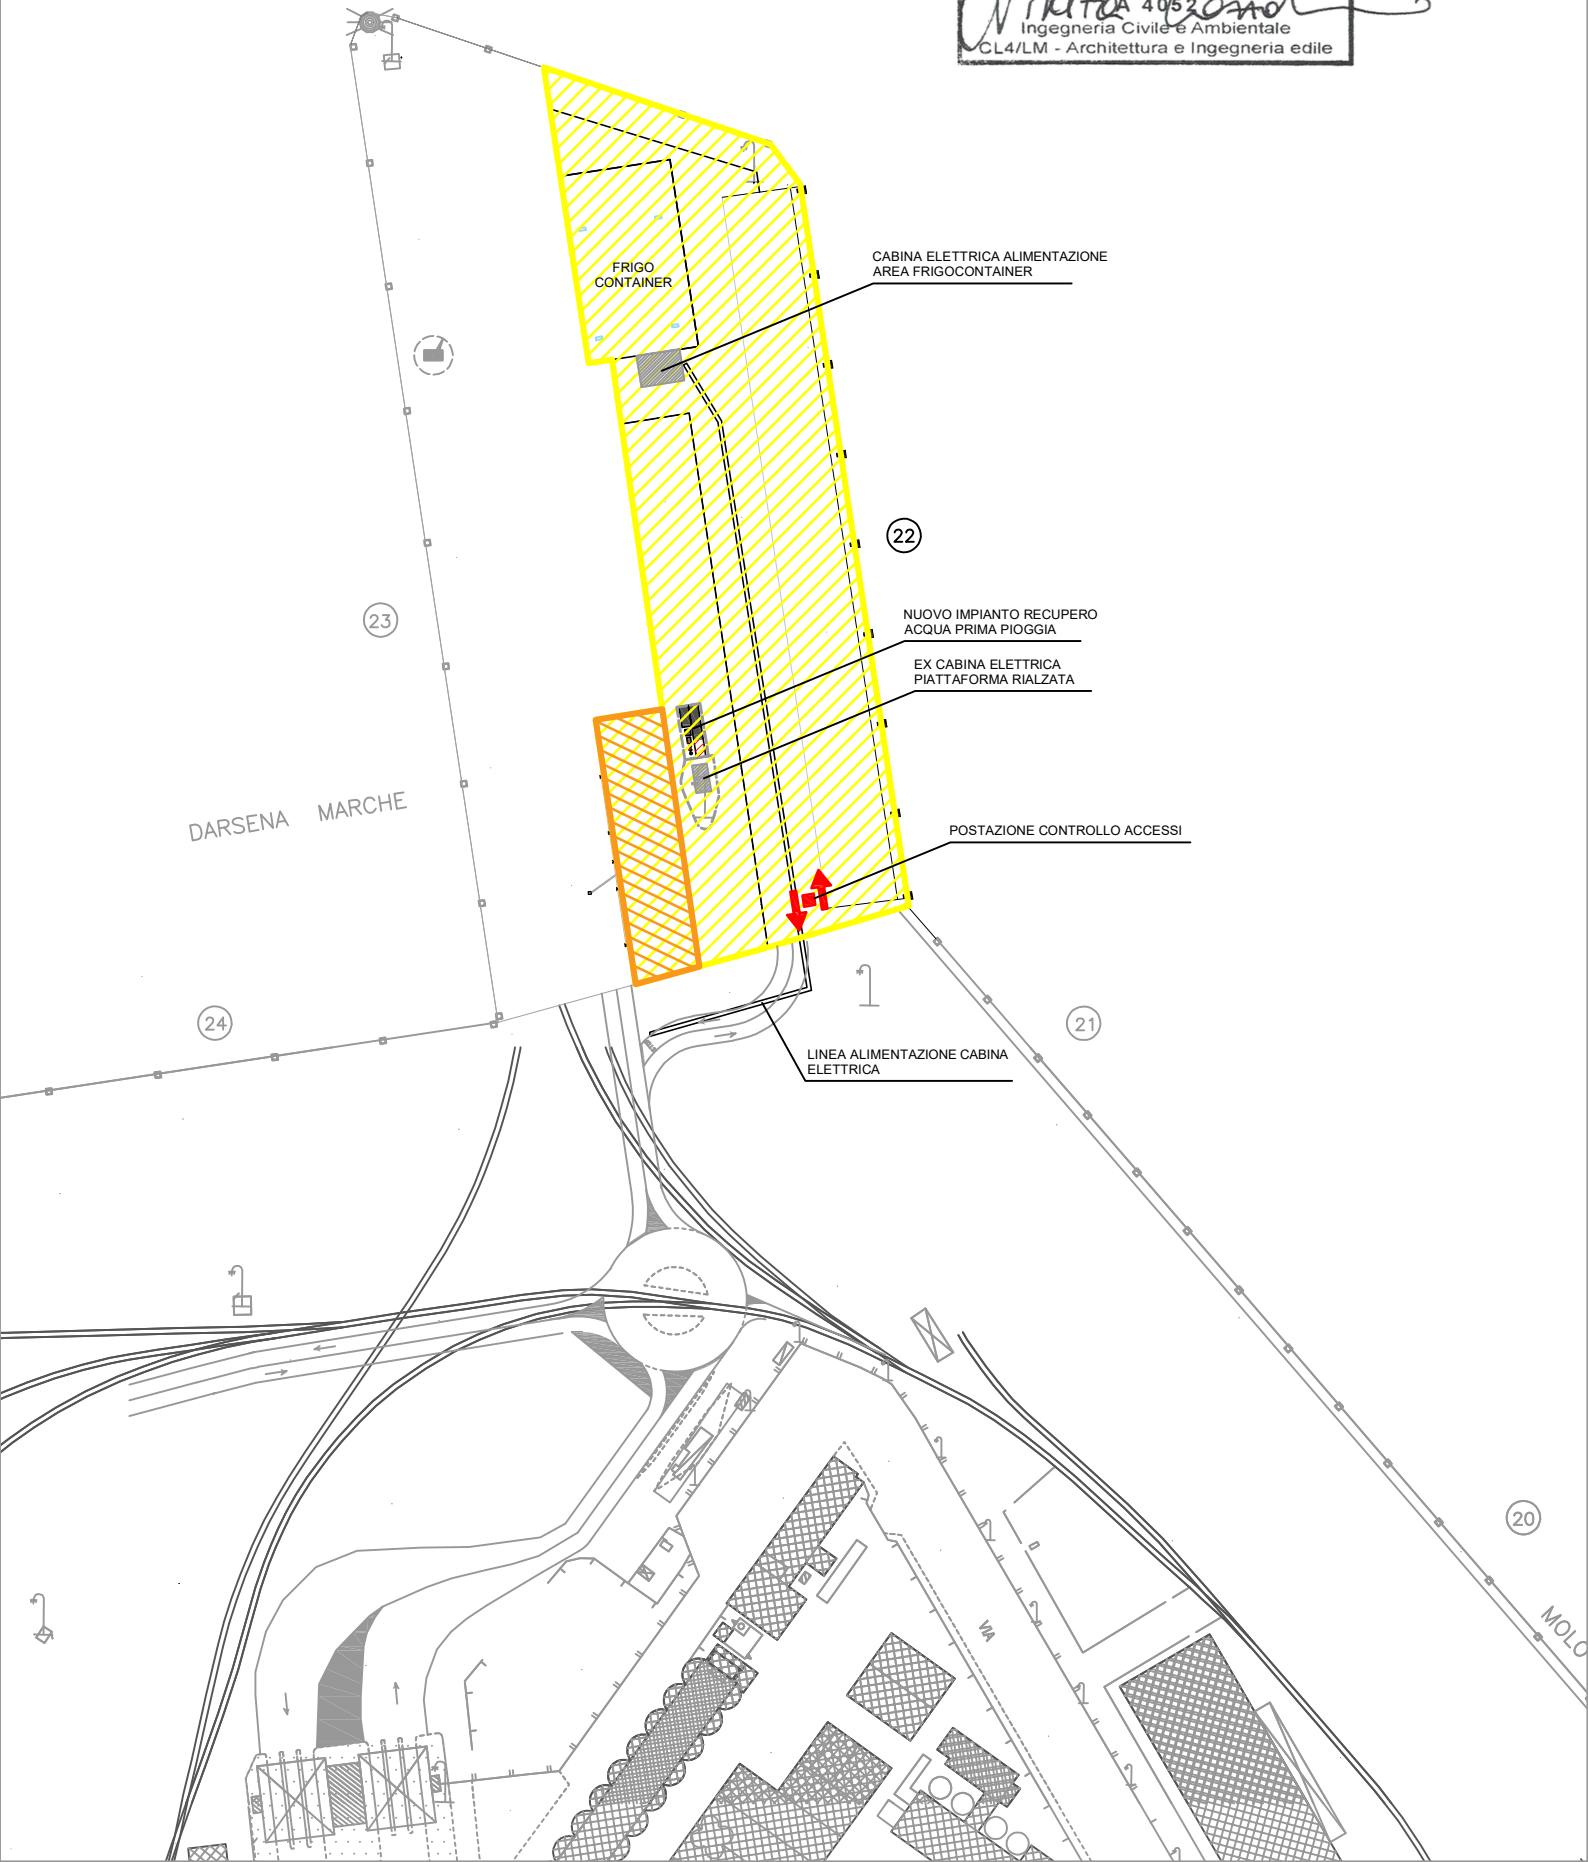 A 4053
Ingegneria Civile e Ambientale
CL4/LM - Architettura e Ingegneria edile
CABINA ELETTRICA ALIMENTAZIONE
AREA FRIGOCONTAINER
FRIGO
CONTAINER
22
23
NUOVO IMPIANTO RECUPERO
ACQUA PRIMA PIOGGIA
EX CABINA ELETTRICA
PIATTAFORMA RIALZATA
DARSENA MARCHE
POSTAZIONE CONTROLLO ACCESSI
24
21
LINEA ALIMENTAZIONE CABINA
ELETTRICA
20
VIA
MOLO